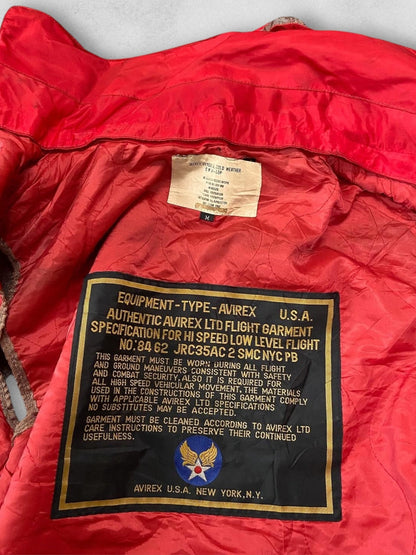 COLD WEATHER
M
EQUIPMENT-TYPE-AVIREX U.S.A.
AUTHENTIC AVIREX LTD FLIGHT GARMENT
SPECIFICATION FOR HI SPEED LOW LEVEL FLIGHT
NO.'84 62 JRC35AC 2 SMC NYC PB
THIS GARMENT MUST BE WORN DURING ALL FLIGHT
AND GROUND MANEUVERS CONSISTENT WITH SAFETY
AND COMBAT SECURITY. ALSO IT IS REQUIRED FOR
ALL HIGH SPEED VEHICULAR MOVEMENT. THE MATERIALS
USED IN THE CONSTRUCTIONS OF THIS GARMENT COMPLY
WITH APPLICABLE AVIREX LTD SPECIFICATIONS
NO SUBSTITUTES MAY BE ACCEPTED.
GARMENT MUST BE CLEANED ACCORDING TO AVIREX LTD
CARE INSTRUCTIONS TO PRESERVE THEIR CONTINUED
USEFULNESS.
AVIREX U.S.A. NEW YORK, N.Y.